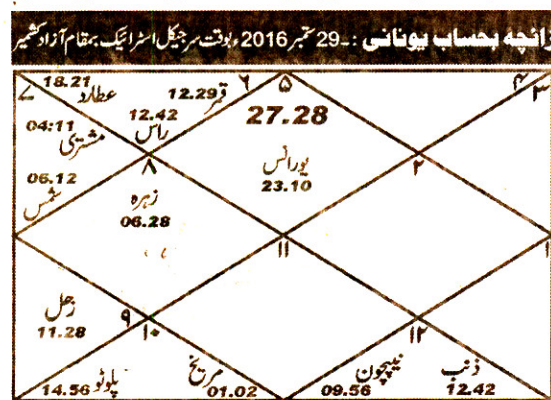 زائچہ بحساب یونانی :۔ 29 ستمبر 2016ء بوقت سرجیکل اسٹرائیک بمقام آزاد کشمیر
۳
۴
۵
27.28
۶
قمر 12.29
راس
12.42
عطارد 18.21
۷
مشتری
04:11
شمس
06.12
۸
زہرہ
06.28
یورانس
23.10
۲
۱
۱۱
زحل
11.28
۹
۱۰
۱۲
پلوٹو 14.56
مریخ
01.02
نیپچون
09.56
ذنب
12.42